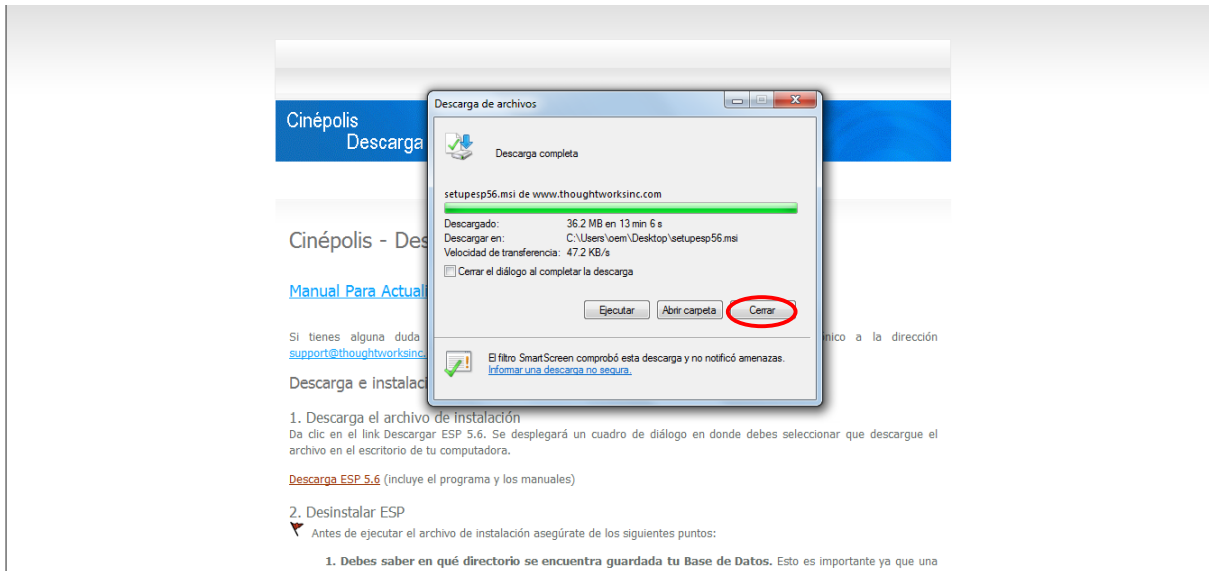 Descarga de archivos
Cinépolis
Descarga
Descarga completa
setupesp56.msi de www.thoughtworksinc.com
Descargado: 36.2 MB en 13 min 6 s
Descargar en: C:\Users\oem\Desktop\setupesp56.msi
Velocidad de transferencia: 47.2 KB/s
Cerrar el diálogo al completar la descarga
Cinépolis - Des
Manual Para Actuali
Ejecutar Abrir carpeta Cerrar
Si tienes alguna duda nico a la dirección
support@thoughtworksinc.
El filtro SmartScreen comprobó esta descarga y no notificó amenazas.
Informar una descarga no segura.
Descarga e instalaci
1. Descarga el archivo de instalación
Da clic en el link Descargar ESP 5.6. Se desplegará un cuadro de diálogo en donde debes seleccionar que descargue el
archivo en el escritorio de tu computadora.
Descarga ESP 5.6 (incluye el programa y los manuales)
2. Desinstalar ESP
Antes de ejecutar el archivo de instalación asegúrate de los siguientes puntos:
1. Debes saber en qué directorio se encuentra guardada tu Base de Datos. Esto es importante ya que una